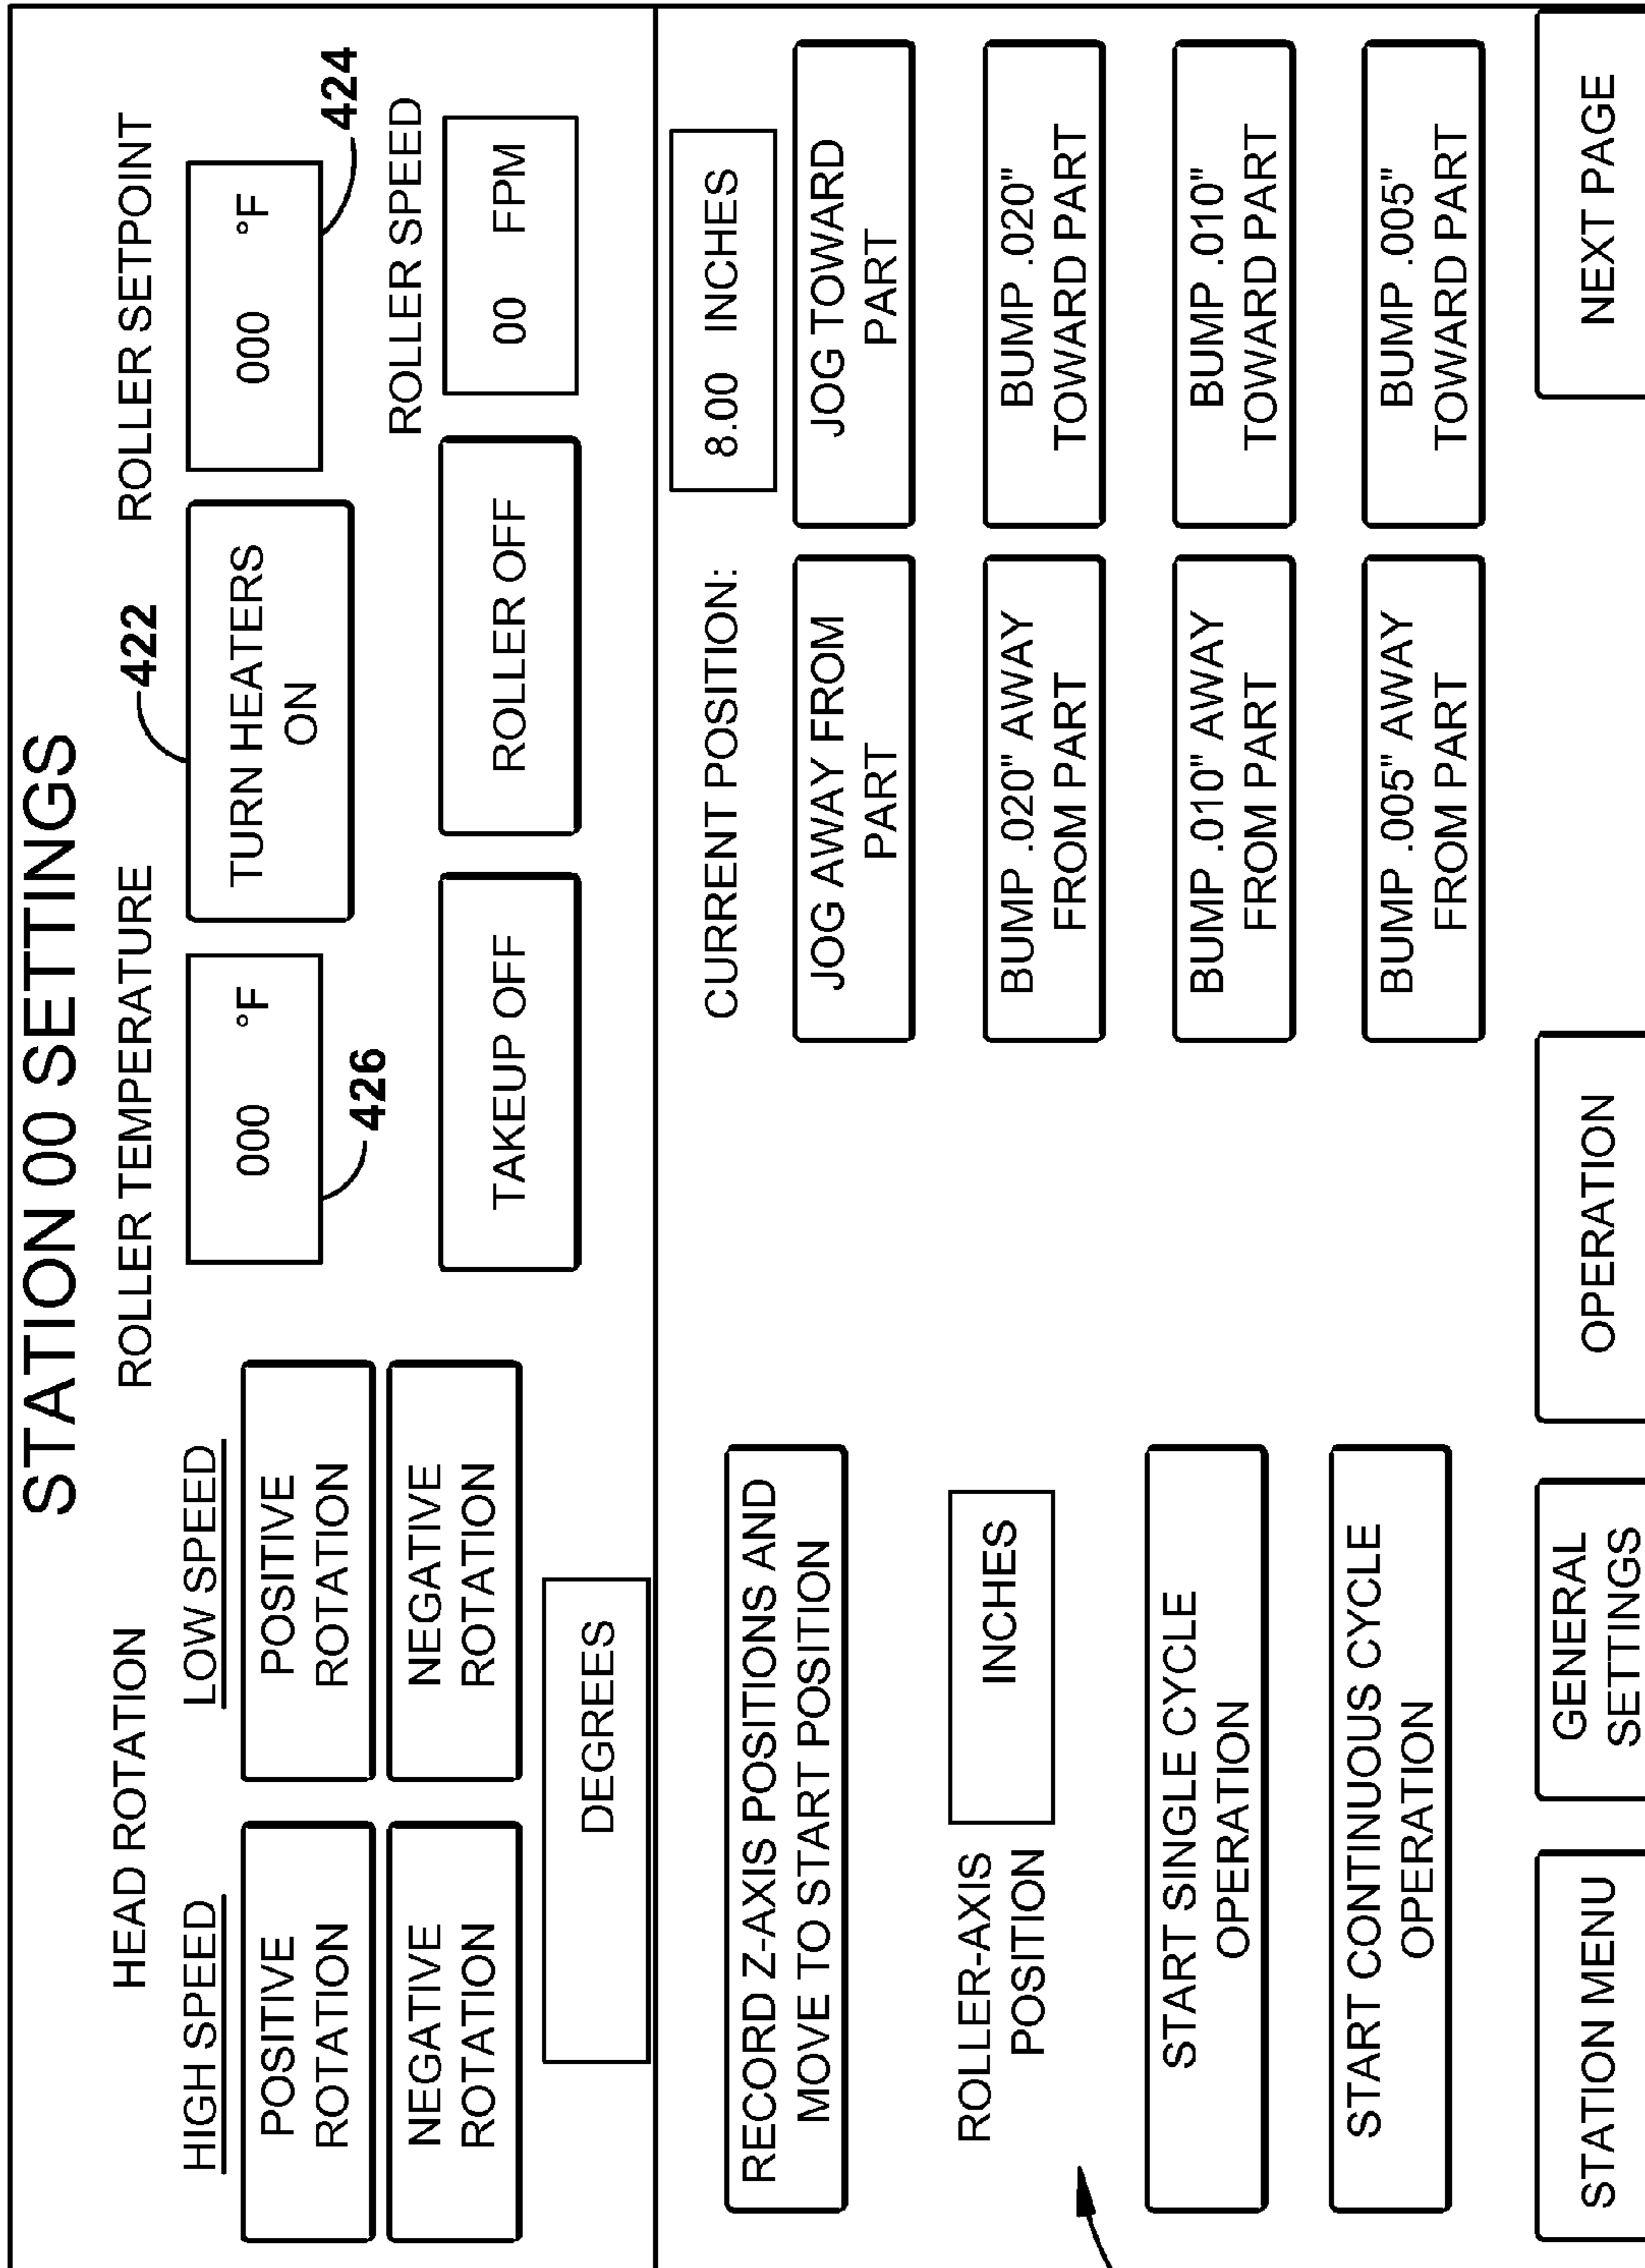 STATION 00 SETTINGS
HEAD ROTATION
HIGH SPEED
LOW SPEED
POSITIVE
ROTATION
POSITIVE
ROTATION
NEGATIVE
ROTATION
NEGATIVE
ROTATION
DEGREES
ROLLER TEMPERATURE
422
ROLLER SETPOINT
000 °F
TURN HEATERS
ON
000 °F
426
424
ROLLER SPEED
TAKEUP OFF
ROLLER OFF
00 FPM
RECORD Z-AXIS POSITIONS AND
MOVE TO START POSITION
ROLLER-AXIS
POSITION
INCHES
START SINGLE CYCLE
OPERATION
START CONTINUOUS CYCLE
OPERATION
CURRENT POSITION:
8.00 INCHES
JOG AWAY FROM
PART
JOG TOWARD
PART
BUMP .020" AWAY
FROM PART
BUMP .020"
TOWARD PART
BUMP .010" AWAY
FROM PART
BUMP .010"
TOWARD PART
BUMP .005" AWAY
FROM PART
BUMP .005"
TOWARD PART
STATION MENU
GENERAL
SETTINGS
OPERATION
NEXT PAGE